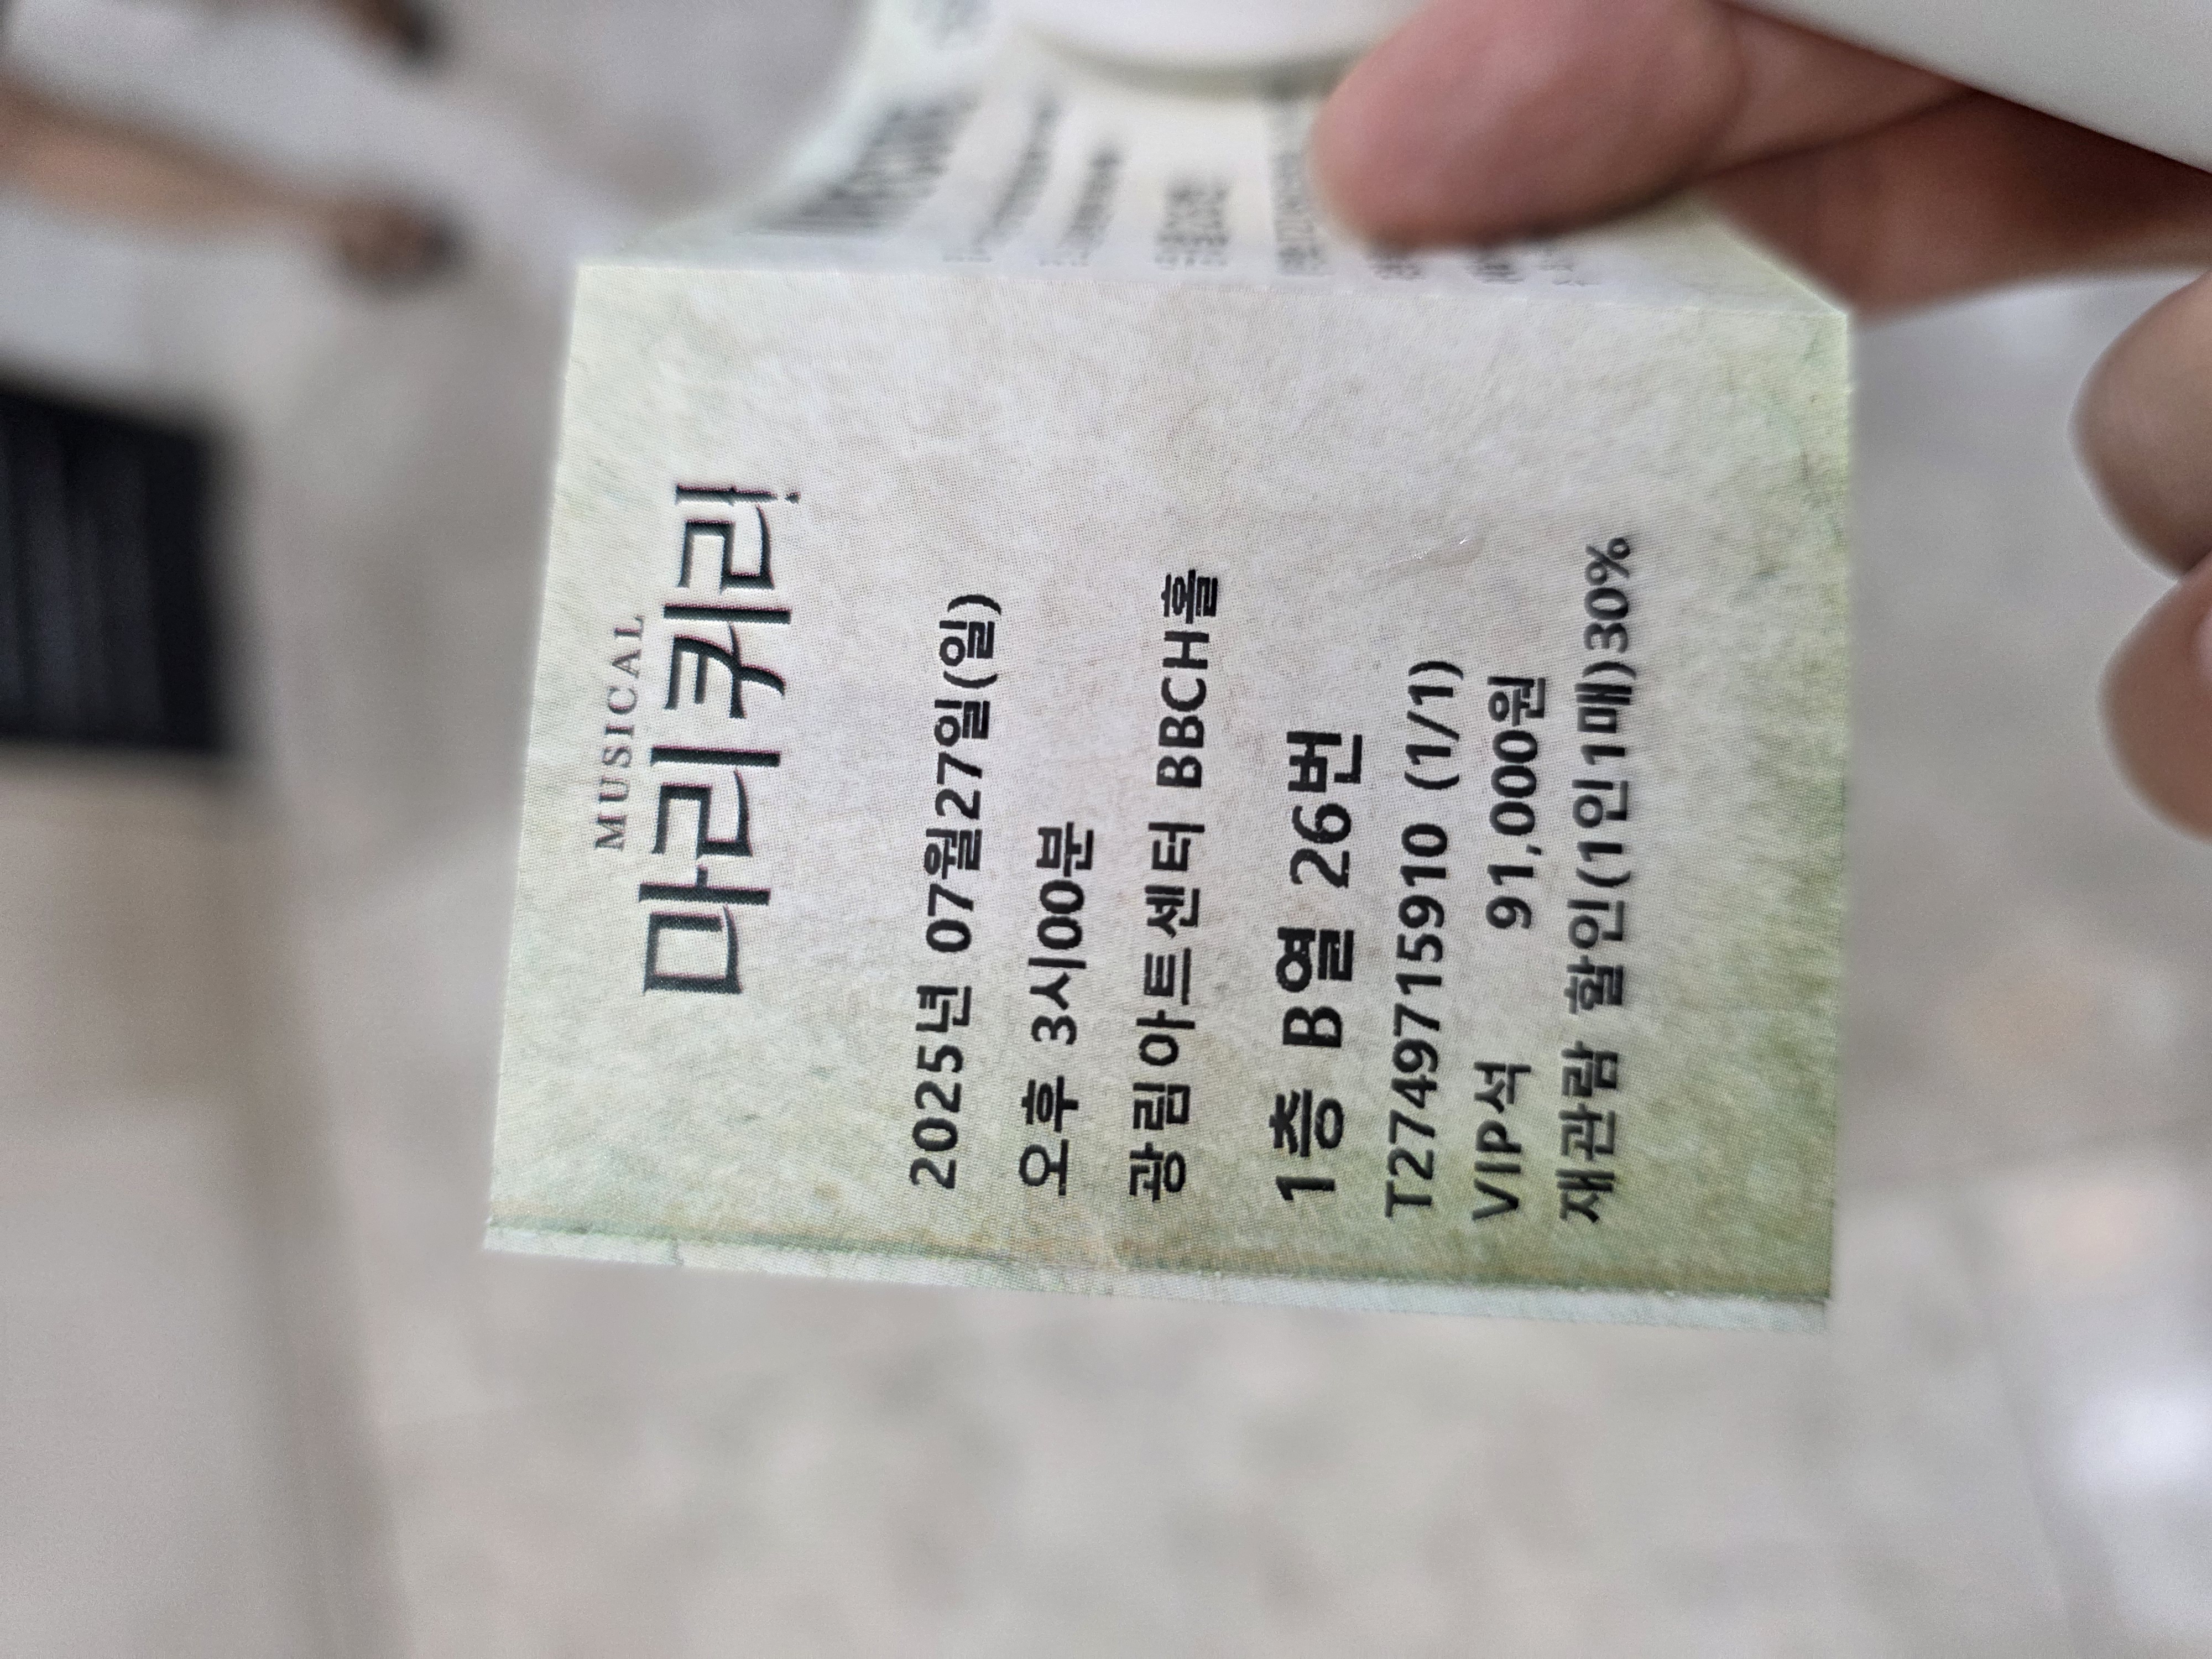 MUSICAL
마리 퀴리
2025년 07월27일(일)
오후 3시00분
광림아트센터 BBCH홀
1층 B열 26번
T2749715910 (1/1)
VIP석 91,000원
재관람 할인(1인1매)30%